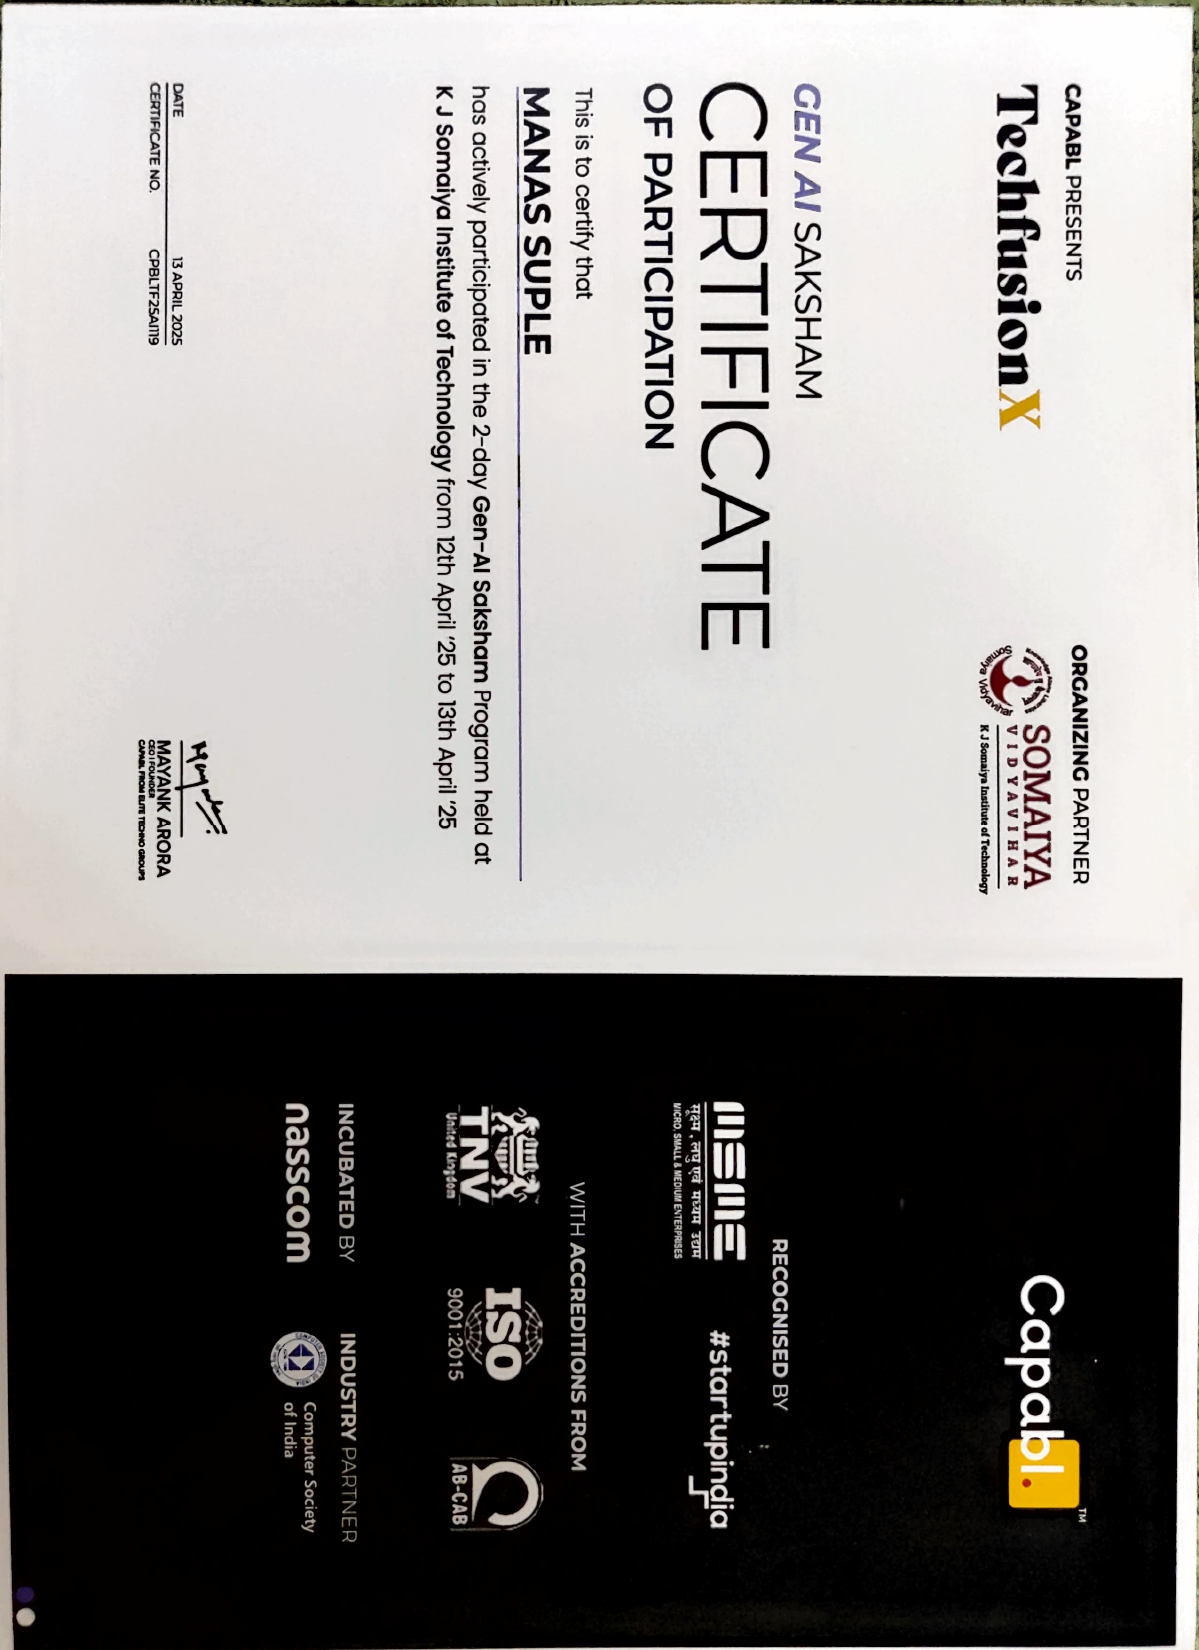 CAPABL PRESENTS
TechfusionX
ORGANIZING PARTNER
SOMAIYA
VIDYAVIHAR
K J Somaiya Institute of Technology
Somaiya Vidyavihar
GEN AI SAKSHAM
CERTIFICATE
OF PARTICIPATION
This is to certify that
MANAS SUPLE
has actively participated in the 2-day Gen-AI Saksham Program held at
K J Somaiya Institute of Technology from 12th April '25 to 13th April '25
DATE 13 APRIL 2025
CERTIFICATE NO. CPBLTF25AI119
Mayank
MAYANK ARORA
CEO I FOUNDER
CAPABL FROM ELITE TECHNO GROUPS
Capabl.™
RECOGNISED BY
MSME
सूक्ष्म, लघु एवं मध्यम उद्यम
MICRO, SMALL & MEDIUM ENTERPRISES
#startupindia
WITH ACCREDITIONS FROM
TNV
United Kingdom
ISO
9001:2015
AB-CAB
INCUBATED BY
nasscom
INDUSTRY PARTNER
Computer Society
of India